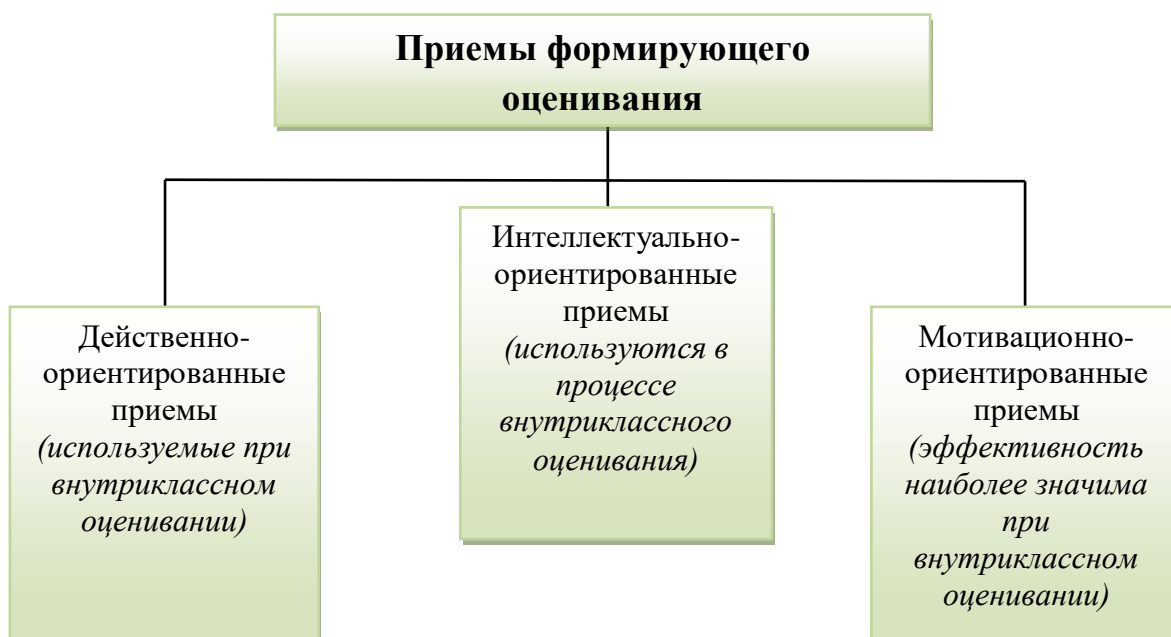 Приемы формирующего
оценивания
Интеллектуально-
ориентированные
приемы
(используются в
процессе
внутриклассного
оценивания)
Действенно-
ориентированные
приемы
(используемые при
внутриклассном
оценивании)
Мотивационно-
ориентированные
приемы
(эффективность
наиболее значима
при
внутриклассном
оценивании)